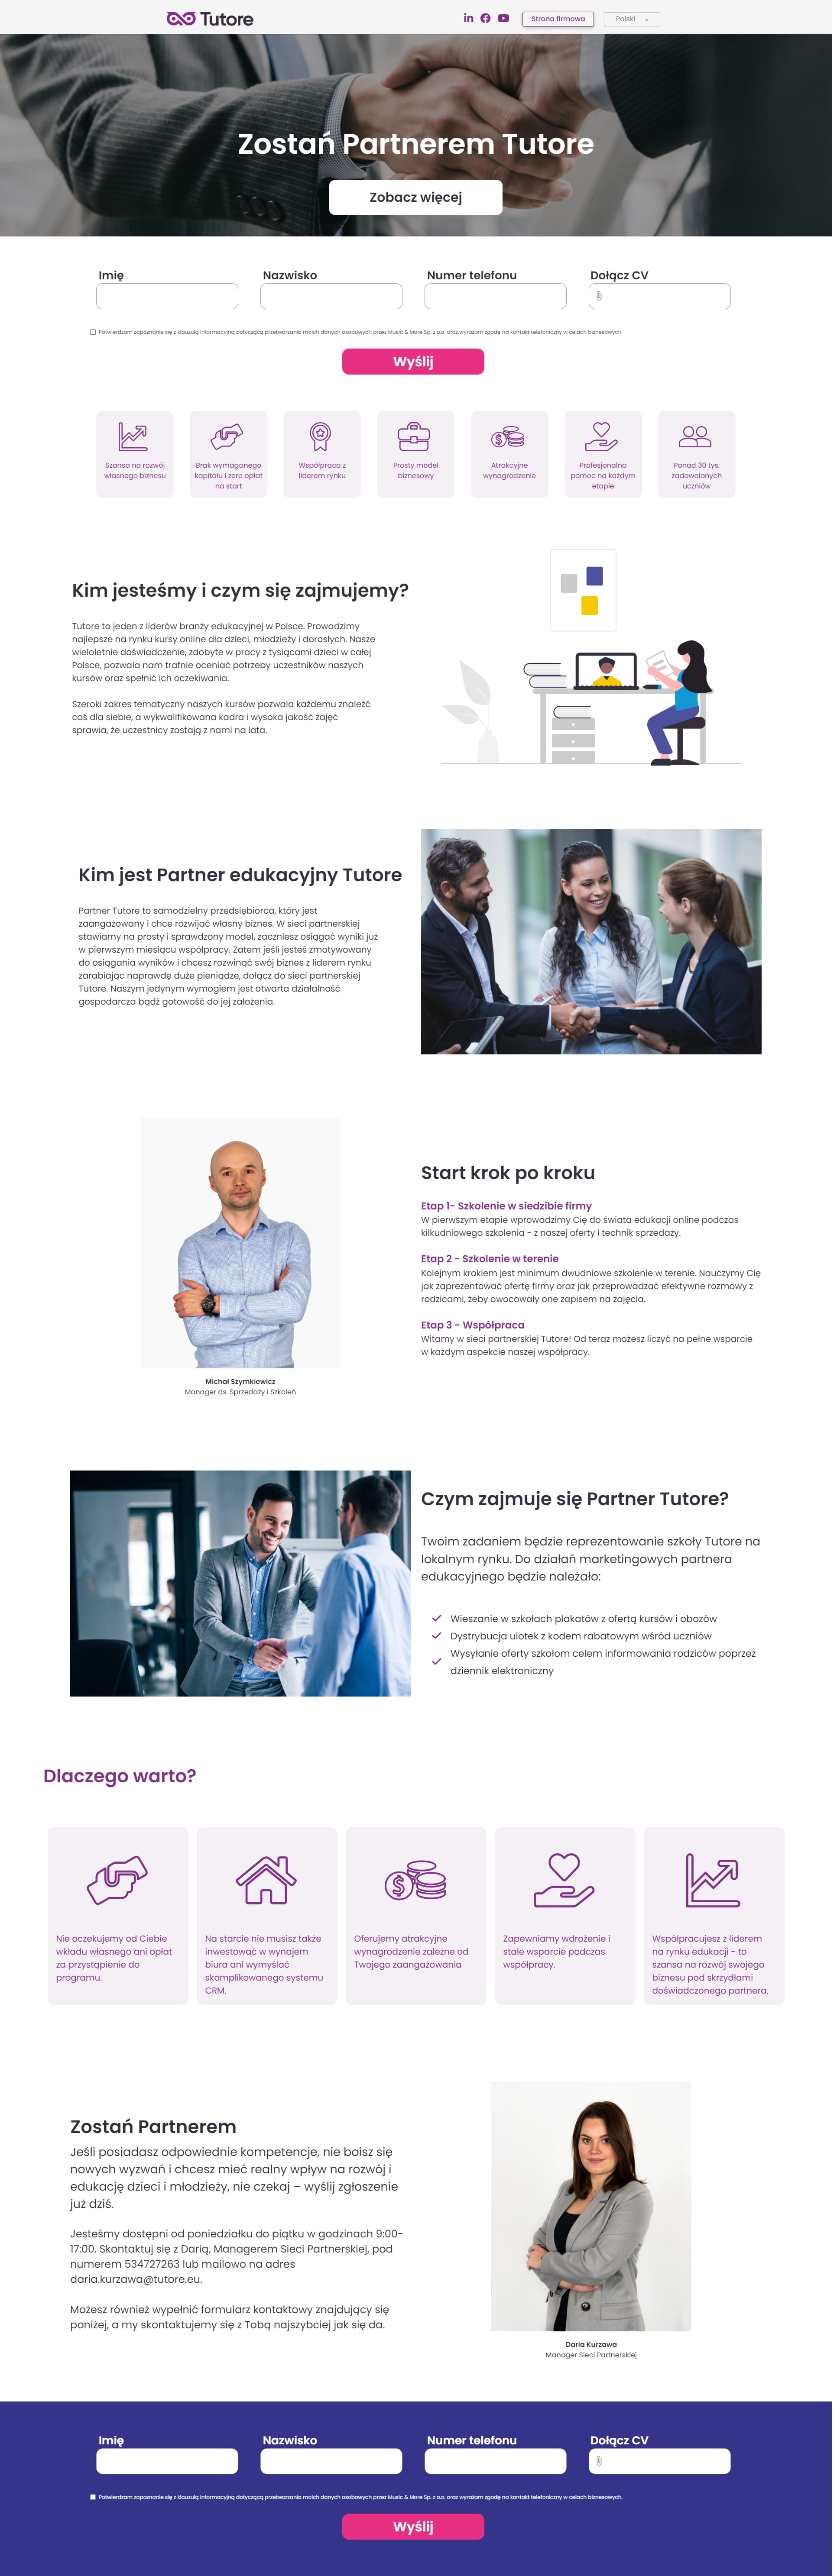 Tutore
Strona firmowa
Polski
Zostań Partnerem Tutore
Zobacz więcej
Imię
Nazwisko
Numer telefonu
Dołącz CV
Potwierdzam zapoznanie się z klauzulą informacyjną dotyczącą przetwarzania moich danych osobowych przez Music & More Sp. z o.o. oraz wyrażam zgodę na kontakt telefoniczny w celach biznesowych.
Wyślij
Szansa na rozwój
własnego biznesu
Brak wymaganego
kapitału i zero opłat
na start
Współpraca z
liderem rynku
Prosty model
biznesowy
Atrakcyjne
wynagrodzenie
Profesjonalna
pomoc na każdym
etapie
Ponad 30 tys.
zadowolonych
uczniów
Kim jesteśmy i czym się zajmujemy?
Tutore to jeden z liderów branży edukacyjnej w Polsce. Prowadzimy
najlepsze na rynku kursy online dla dzieci, młodzieży i dorosłych. Nasze
wieloletnie doświadczenie, zdobyte w pracy z tysiącami dzieci w całej
Polsce, pozwala nam trafnie oceniać potrzeby uczestników naszych
kursów oraz spełnić ich oczekiwania.
Szeroki zakres tematyczny naszych kursów pozwala każdemu znaleźć
coś dla siebie, a wykwalifikowana kadra i wysoka jakość zajęć
sprawia, że uczestnicy zostają z nami na lata.
Kim jest Partner edukacyjny Tutore
Partner Tutore to samodzielny przedsiębiorca, który jest
zaangażowany i chce rozwijać własny biznes. W sieci partnerskiej
stawiamy na prosty i sprawdzony model, zaczniesz osiągać wyniki już
w pierwszym miesiącu współpracy. Zatem jeśli jesteś zmotywowany
do osiągania wyników i chcesz rozwinąć swój biznes z liderem rynku
zarabiając naprawdę duże pieniądze, dołącz do sieci partnerskiej
Tutore. Naszym jedynym wymogiem jest otwarta działalność
gospodarcza bądź gotowość do jej założenia.
Michał Szymkiewicz
Manager ds. Sprzedaży i Szkoleń
Start krok po kroku
Etap 1- Szkolenie w siedzibie firmy
W pierwszym etapie wprowadzimy Cię do świata edukacji online podczas
kilkudniowego szkolenia - z naszej oferty i technik sprzedaży.
Etap 2 - Szkolenie w terenie
Kolejnym krokiem jest minimum dwudniowe szkolenie w terenie. Nauczymy Cię
jak zaprezentować ofertę firmy oraz jak przeprowadzać efektywne rozmowy z
rodzicami, żeby owocowały one zapisem na zajęcia.
Etap 3 - Współpraca
Witamy w sieci partnerskiej Tutore! Od teraz możesz liczyć na pełne wsparcie
w każdym aspekcie naszej współpracy.
Czym zajmuje się Partner Tutore?
Twoim zadaniem będzie reprezentowanie szkoły Tutore na
lokalnym rynku. Do działań marketingowych partnera
edukacyjnego będzie należało:
Wieszanie w szkołach plakatów z ofertą kursów i obozów
Dystrybucja ulotek z kodem rabatowym wśród uczniów
Wysyłanie oferty szkołom celem informowania rodziców poprzez
dziennik elektroniczny
Dlaczego warto?
Nie oczekujemy od Ciebie
wkładu własnego ani opłat
za przystąpienie do
programu.
Na starcie nie musisz także
inwestować w wynajem
biura ani wymyślać
skomplikowanego systemu
CRM.
Oferujemy atrakcyjne
wynagrodzenie zależne od
Twojego zaangażowania
Zapewniamy wdrożenie i
stałe wsparcie podczas
współpracy.
Współpracujesz z liderem
na rynku edukacji - to
szansa na rozwój swojego
biznesu pod skrzydłami
doświadczonego partnera.
Zostań Partnerem
Jeśli posiadasz odpowiednie kompetencje, nie boisz się
nowych wyzwań i chcesz mieć realny wpływ na rozwój i
edukację dzieci i młodzieży, nie czekaj – wyślij zgłoszenie
już dziś.
Jesteśmy dostępni od poniedziałku do piątku w godzinach 9:00-
17:00. Skontaktuj się z Darią, Managerem Sieci Partnerskiej, pod
numerem 534727263 lub mailowo na adres
daria.kurzawa@tutore.eu.
Możesz również wypełnić formularz kontaktowy znajdujący się
poniżej, a my skontaktujemy się z Tobą najszybciej jak się da.
Daria Kurzawa
Manager Sieci Partnerskiej
Imię
Nazwisko
Numer telefonu
Dołącz CV
Potwierdzam zapoznanie się z klauzulą informacyjną dotyczącą przetwarzania moich danych osobowych przez Music & More Sp. z o.o. oraz wyrażam zgodę na kontakt telefoniczny w celach biznesowych.
Wyślij